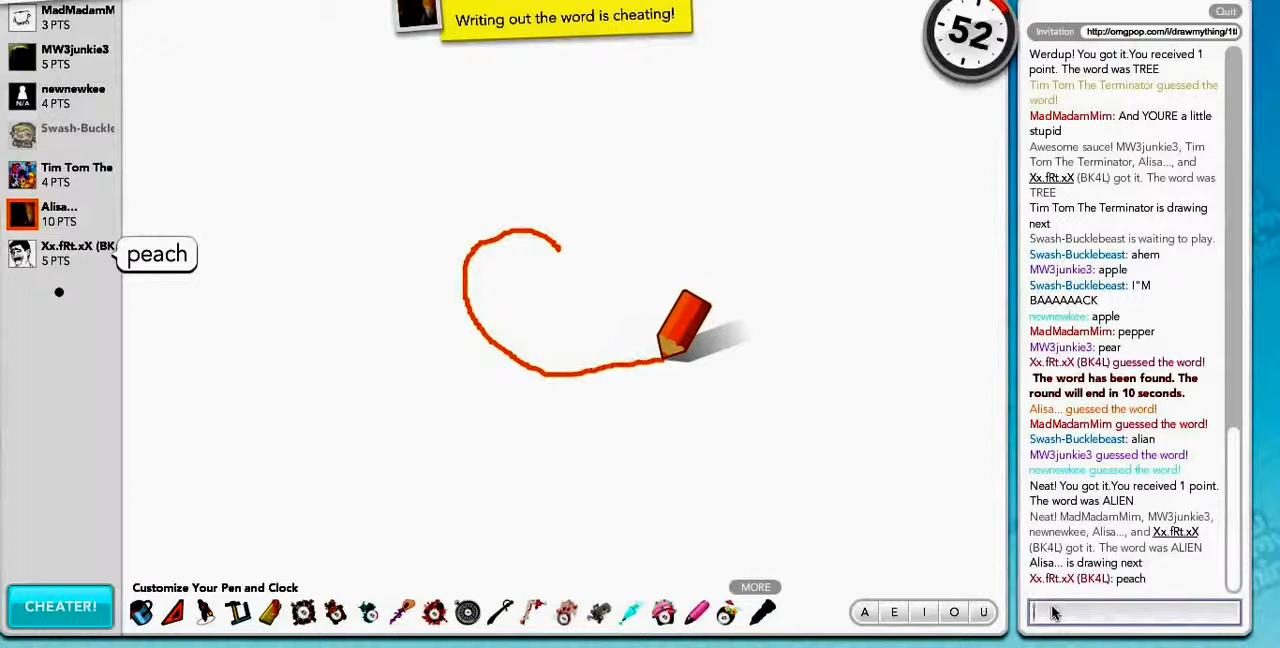 MadMadamM
3 PTS
MW3junkie3
5 PTS
newnewkee
4 PTS
N/A
Swash-Buckle
Tim Tom The
4 PTS
Alisa...
10 PTS
Xx.fRt.xX (BK
5 PTS
CHEATER!
Writing out the word is cheating!
52
peach
Customize Your Pen and Clock
MORE
A E I O U
Quit
Invitation http://omgpop.com/i/drawmything/1tl
Werdup! You got it.You received 1
point. The word was TREE
Tim Tom The Terminator guessed the
word!
MadMadamMim: And YOURE a little
stupid
Awesome sauce! MW3junkie3, Tim
Tom The Terminator, Alisa..., and
Xx.fRt.xX (BK4L) got it. The word was
TREE
Tim Tom The Terminator is drawing
next
Swash-Bucklebeast is waiting to play.
Swash-Bucklebeast: ahem
MW3junkie3: apple
Swash-Bucklebeast: I"M
BAAAAAACK
newnewkee: apple
MadMadamMim: pepper
MW3junkie3: pear
Xx.fRt.xX (BK4L) guessed the word!
The word has been found. The
round will end in 10 seconds.
Alisa... guessed the word!
MadMadamMim guessed the word!
Swash-Bucklebeast: alian
MW3junkie3 guessed the word!
newnewkee guessed the word!
Neat! You got it.You received 1 point.
The word was ALIEN
Neat! MadMadamMim, MW3junkie3,
newnewkee, Alisa..., and Xx.fRt.xX
(BK4L) got it. The word was ALIEN
Alisa... is drawing next
Xx.fRt.xX (BK4L): peach